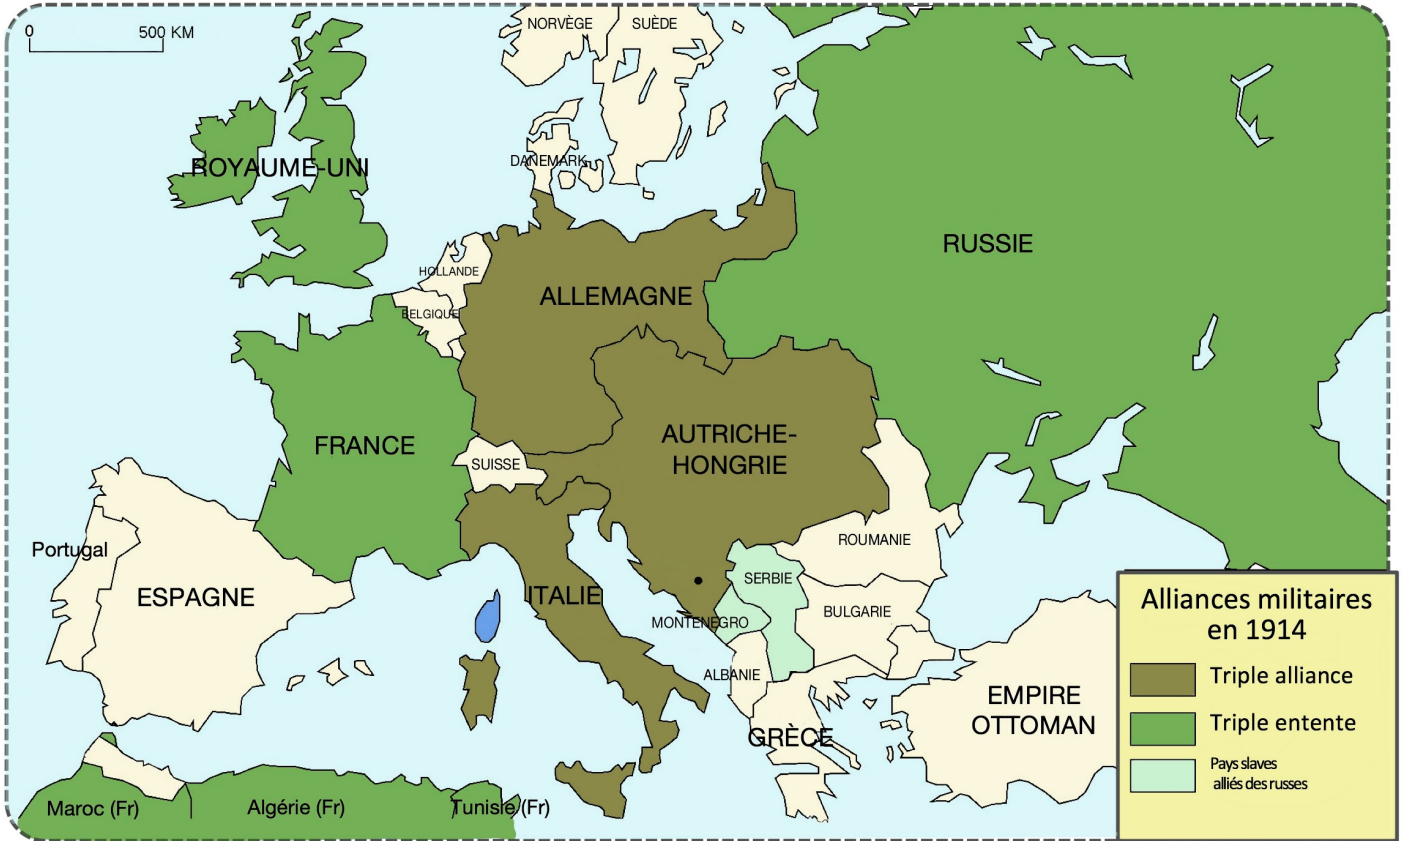 0 500 KM
NORVÈGE
SUÈDE
DANEMARK
ROYAUME-UNI
HOLLANDE
BELGIQUE
ALLEMAGNE
RUSSIE
FRANCE
SUISSE
AUTRICHE-
HONGRIE
Portugal
ESPAGNE
ITALIE
ROUMANIE
SERBIE
MONTENEGRO
BULGARIE
ALBANIE
GRÈCE
EMPIRE
OTTOMAN
Maroc (Fr)
Algérie (Fr)
Tunisie (Fr)
Alliances militaires
en 1914
Triple alliance
Triple entente
Pays slaves
alliés des russes